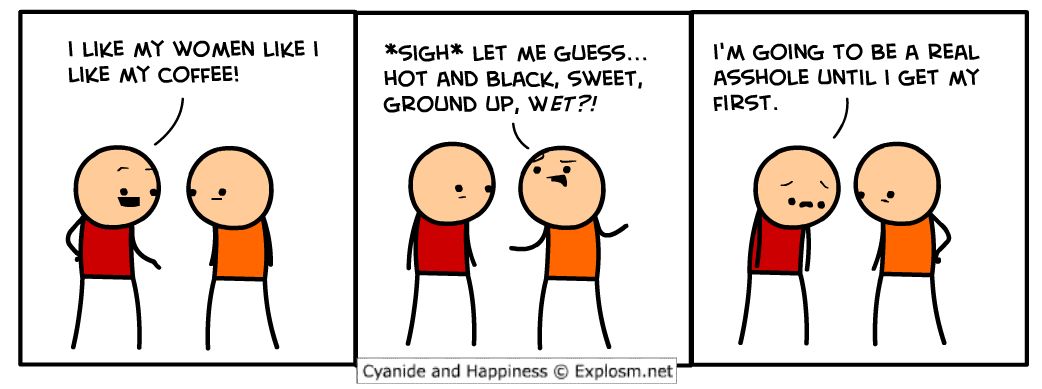 I LIKE MY WOMEN LIKE I
LIKE MY COFFEE!
*SIGH* LET ME GUESS...
HOT AND BLACK, SWEET,
GROUND UP, WET?!
I'M GOING TO BE A REAL
ASSHOLE UNTIL I GET MY
FIRST.
Cyanide and Happiness © Explosm.net